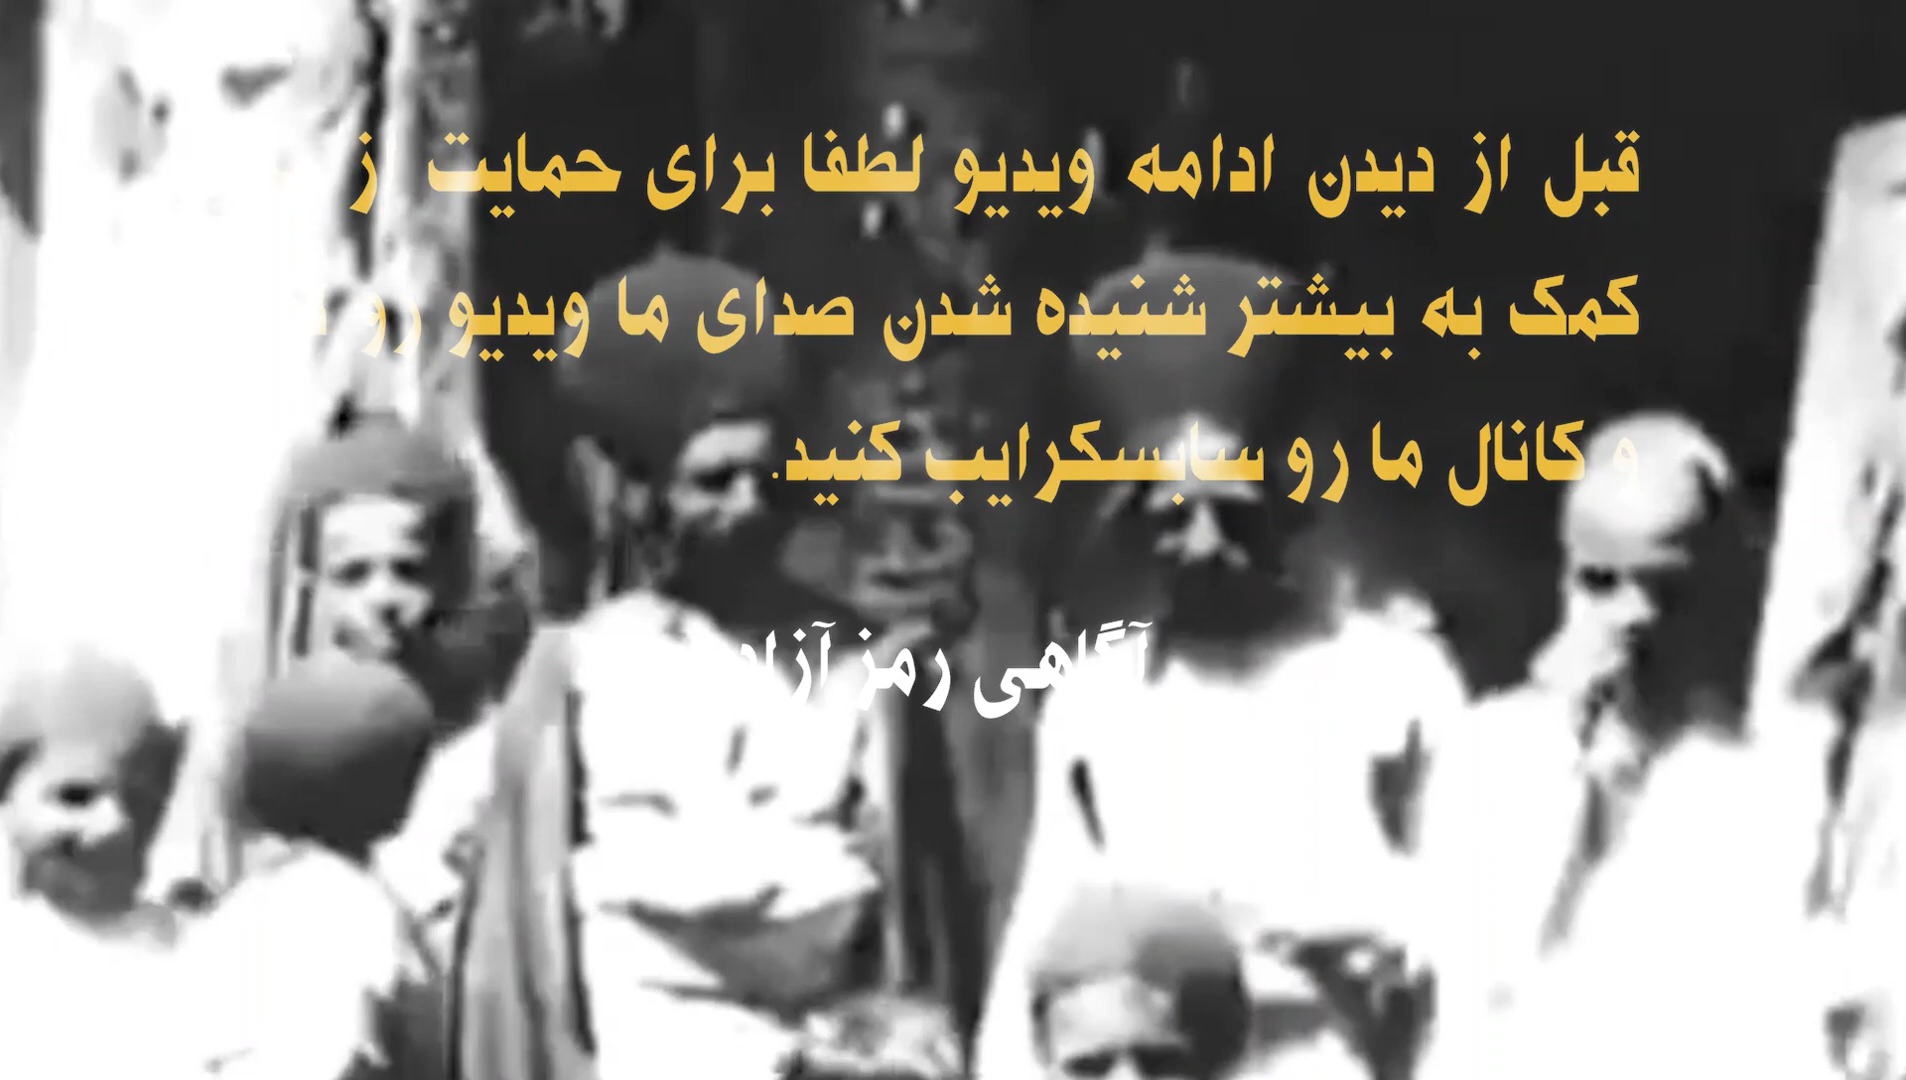 قبل از دیدن ادامه ویدیو لطفا برای حمایت ز
کمک به بیشتر شنیده شدن صدای ما ویدیو رو
و کانال ما رو سابسکرایب کنید.
آگاهی رمز